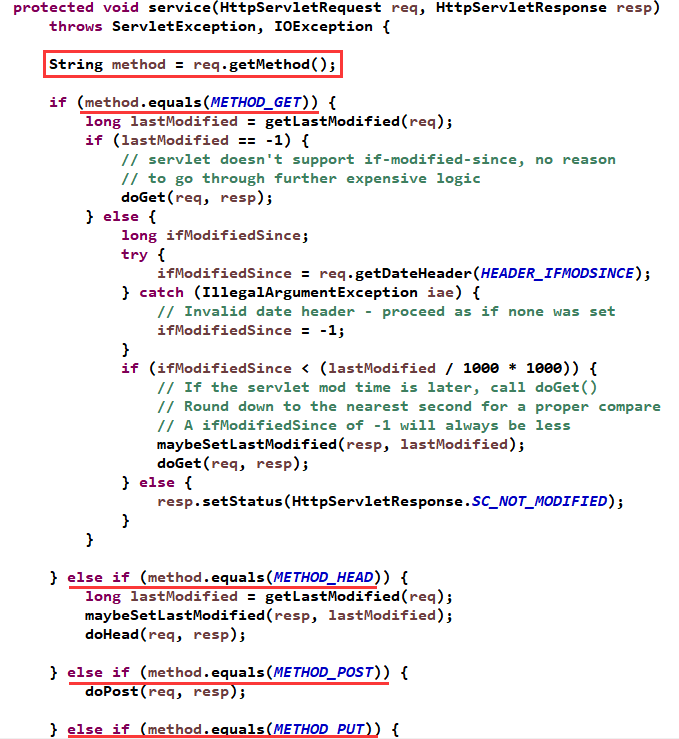 protected void service(HttpServletRequest req, HttpServletResponse resp)
    throws ServletException, IOException {
    String method = req.getMethod();
    if (method.equals(METHOD_GET)) {
        long lastModified = getLastModified(req);
        if (lastModified == -1) {
            // servlet doesn't support if-modified-since, no reason
            // to go through further expensive logic
            doGet(req, resp);
        } else {
            long ifModifiedSince;
            try {
                ifModifiedSince = req.getDateHeader(HEADER_IFMODSINCE);
            } catch (IllegalArgumentException iae) {
                // Invalid date header - proceed as if none was set
                ifModifiedSince = -1;
            }
            if (ifModifiedSince < (lastModified / 1000 * 1000)) {
                // If the servlet mod time is later, call doGet()
                // Round down to the nearest second for a proper compare
                // A ifModifiedSince of -1 will always be less
                maybeSetLastModified(resp, lastModified);
                doGet(req, resp);
            } else {
                resp.setStatus(HttpServletResponse.SC_NOT_MODIFIED);
            }
        }
    } else if (method.equals(METHOD_HEAD)) {
        long lastModified = getLastModified(req);
        maybeSetLastModified(resp, lastModified);
        doHead(req, resp);
    } else if (method.equals(METHOD_POST)) {
        doPost(req, resp);
    } else if (method.equals(METHOD_PUT)) {